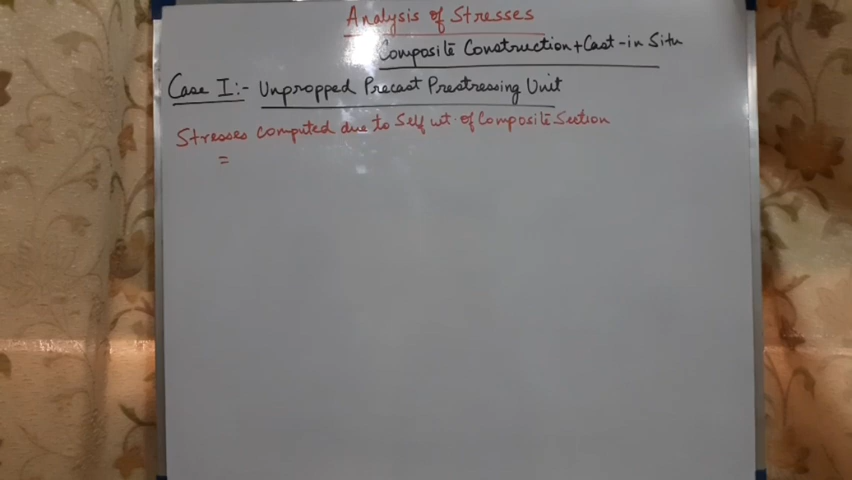 Analysis of Stresses
Composite Construction + Cast-in Situ
Case I:- Unpropped Precast Prestressing Unit
Stresses computed due to Self wt. of Composite Section
=